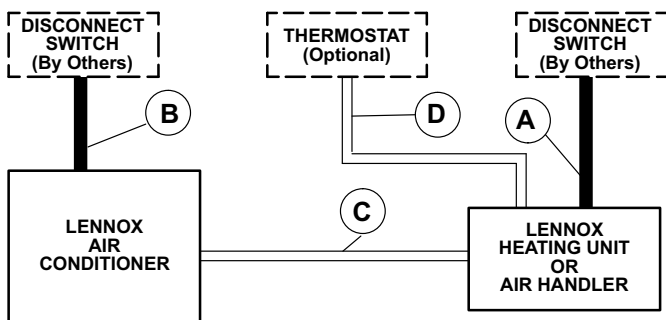 DISCONNECT
SWITCH
(By Others)
THERMOSTAT
(Optional)
DISCONNECT
SWITCH
(By Others)
B
D
A
C
LENNOX
AIR
CONDITIONER
LENNOX
HEATING UNIT
OR
AIR HANDLER